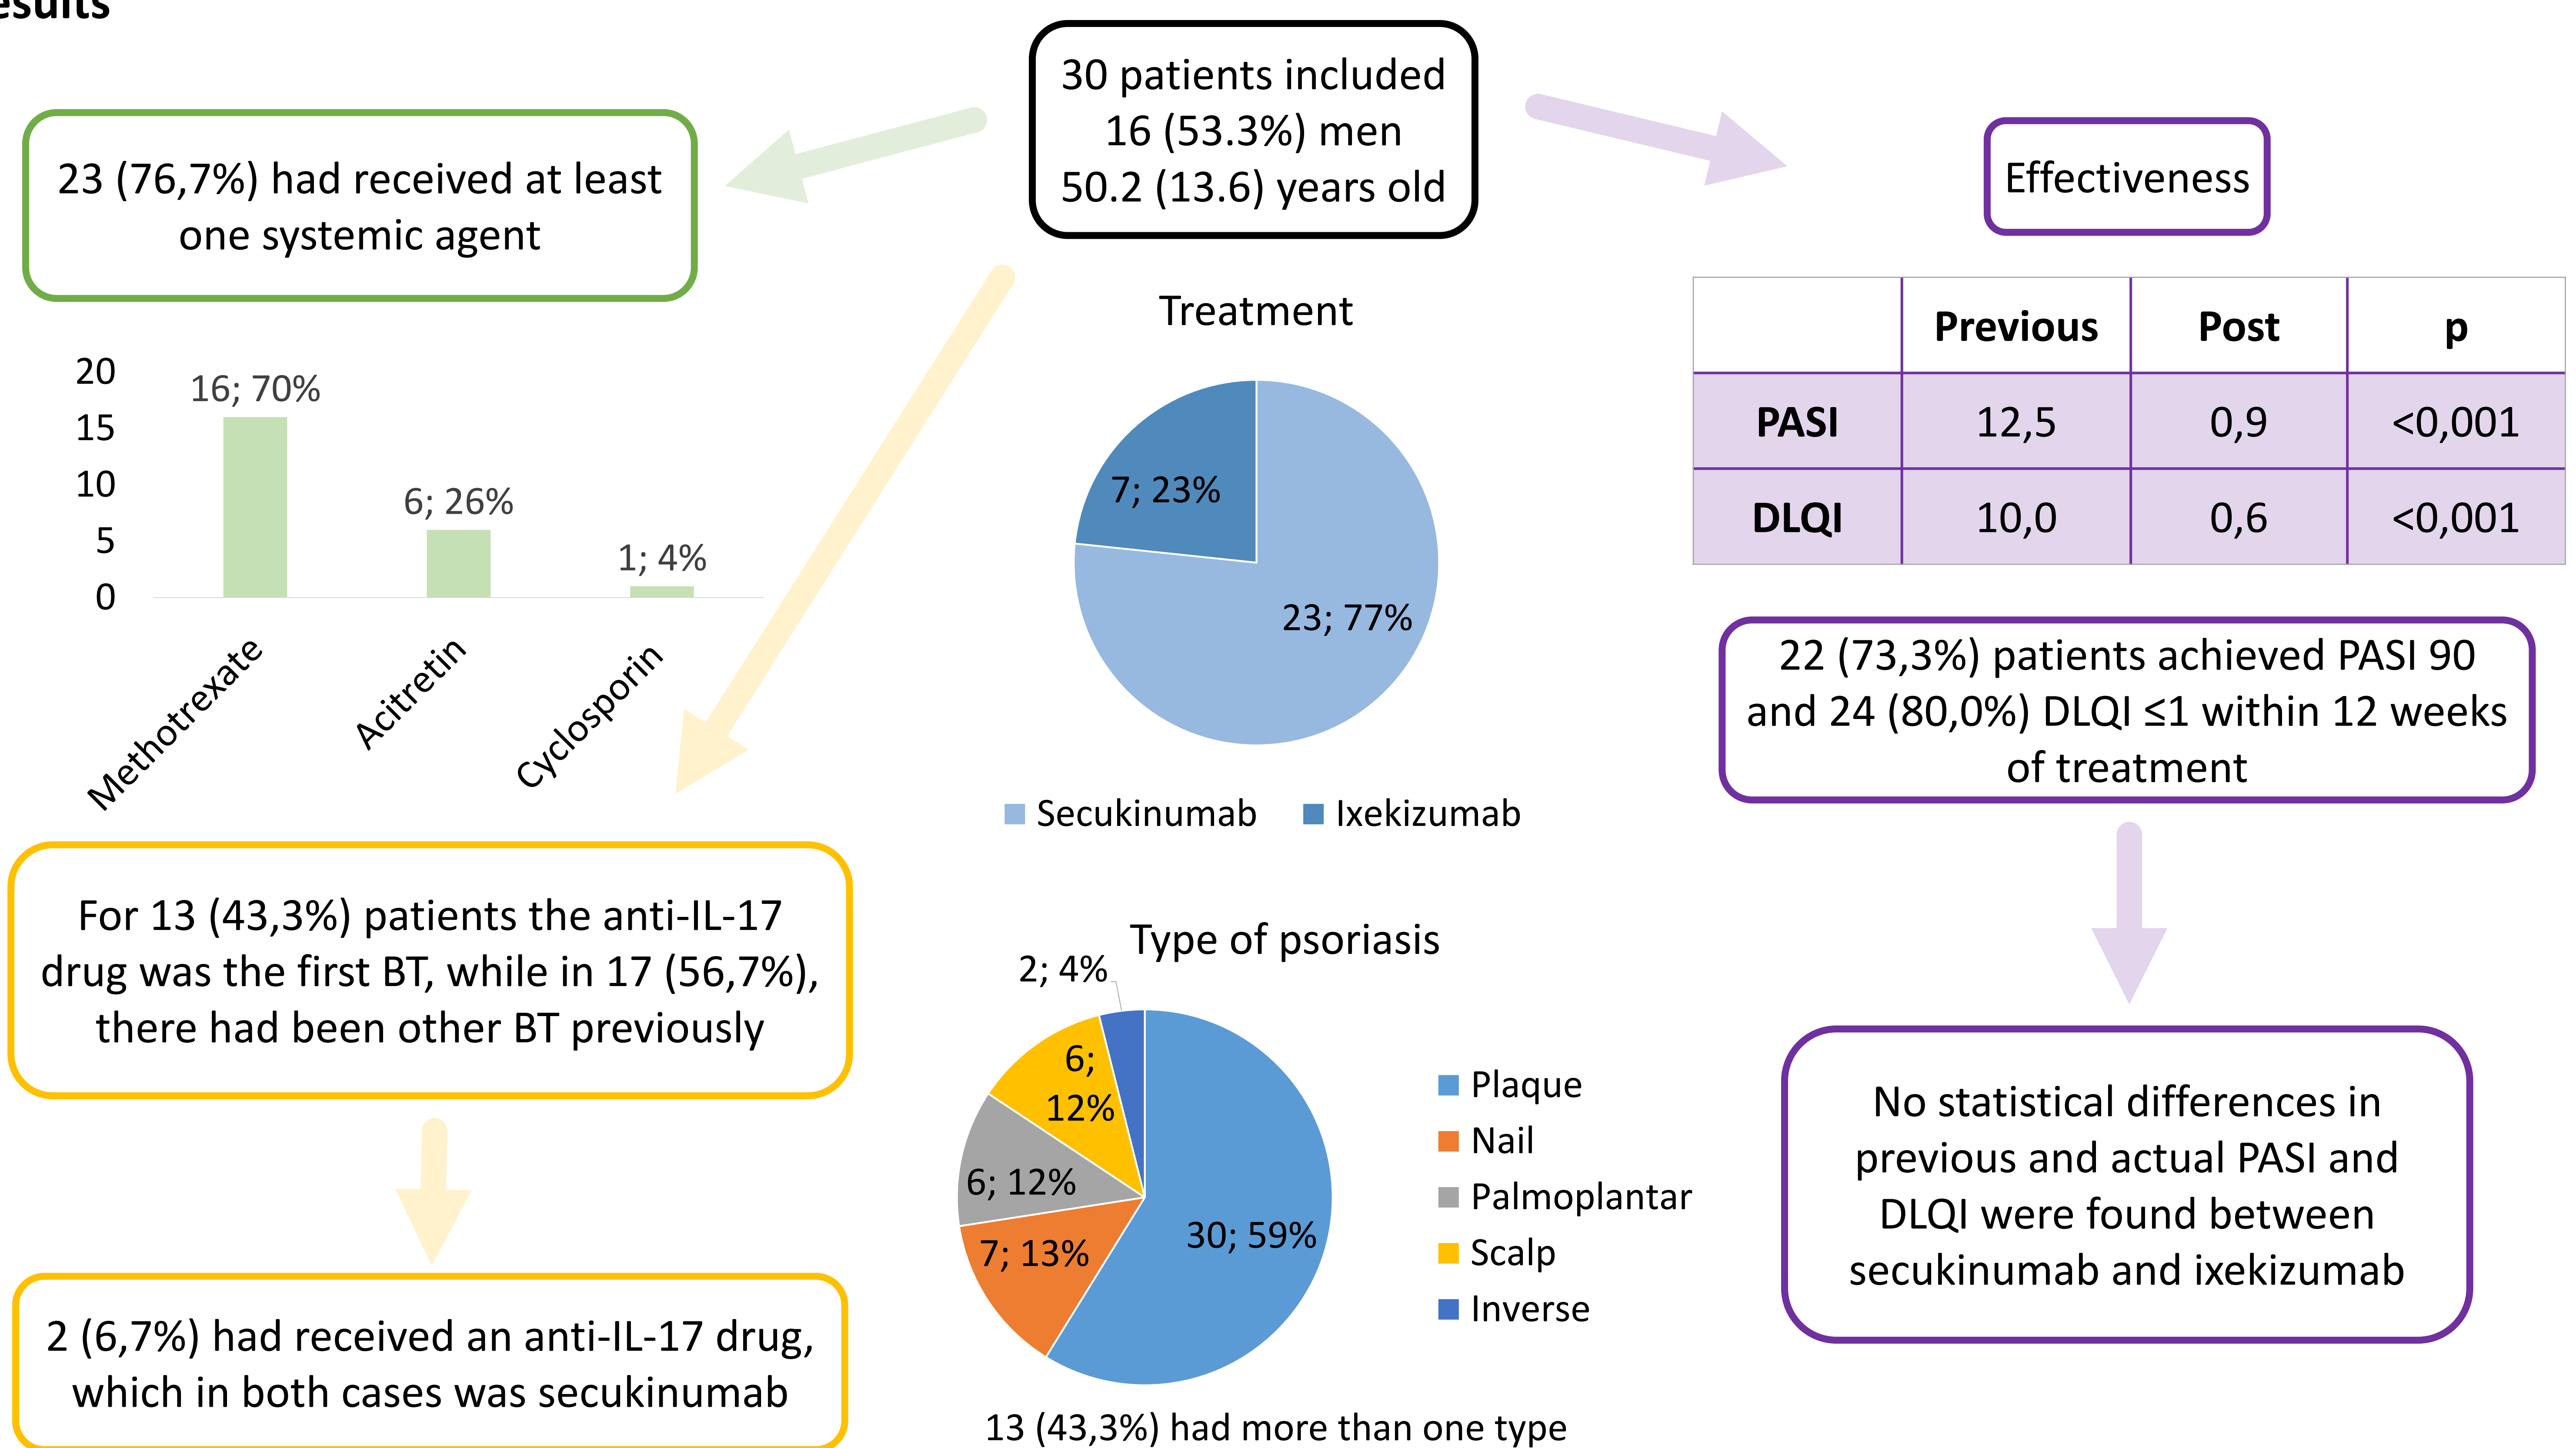 30 patients included
16 (53.3%) men
50.2 (13.6) years old
23 (76,7%) had received at least
one systemic agent
20
15
10
5
0
16; 70%
6; 26%
1; 4%
Methotrexate
Acitretin
Cyclosporin
For 13 (43,3%) patients the anti-IL-17
drug was the first BT, while in 17 (56,7%),
there had been other BT previously
2 (6,7%) had received an anti-IL-17 drug,
which in both cases was secukinumab
Treatment
7; 23%
23; 77%
Secukinumab Ixekizumab
Type of psoriasis
2; 4%
6;
12%
6; 12%
7; 13%
30; 59%
Plaque
Nail
Palmoplantar
Scalp
Inverse
13 (43,3%) had more than one type
Effectiveness
Previous Post p
PASI 12,5 0,9 <0,001
DLQI 10,0 0,6 <0,001
22 (73,3%) patients achieved PASI 90
and 24 (80,0%) DLQI ≤1 within 12 weeks
of treatment
No statistical differences in
previous and actual PASI and
DLQI were found between
secukinumab and ixekizumab